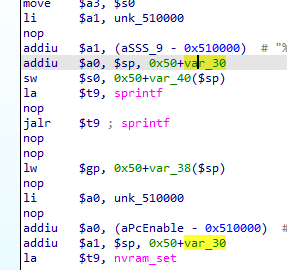 move $a3, $s0
li $a1, unk_510000
nop
addiu $a1, (aSSS_9 - 0x510000) # "%
addiu $a0, $sp, 0x50+var_30
sw $s0, 0x50+var_40($sp)
la $t9, sprintf
nop
jalr $t9 ; sprintf
nop
nop
lw $gp, 0x50+var_38($sp)
nop
li $a0, unk_510000
nop
addiu $a0, (aPcEnable - 0x510000) #
addiu $a1, $sp, 0x50+var_30
la $t9, nvram_set